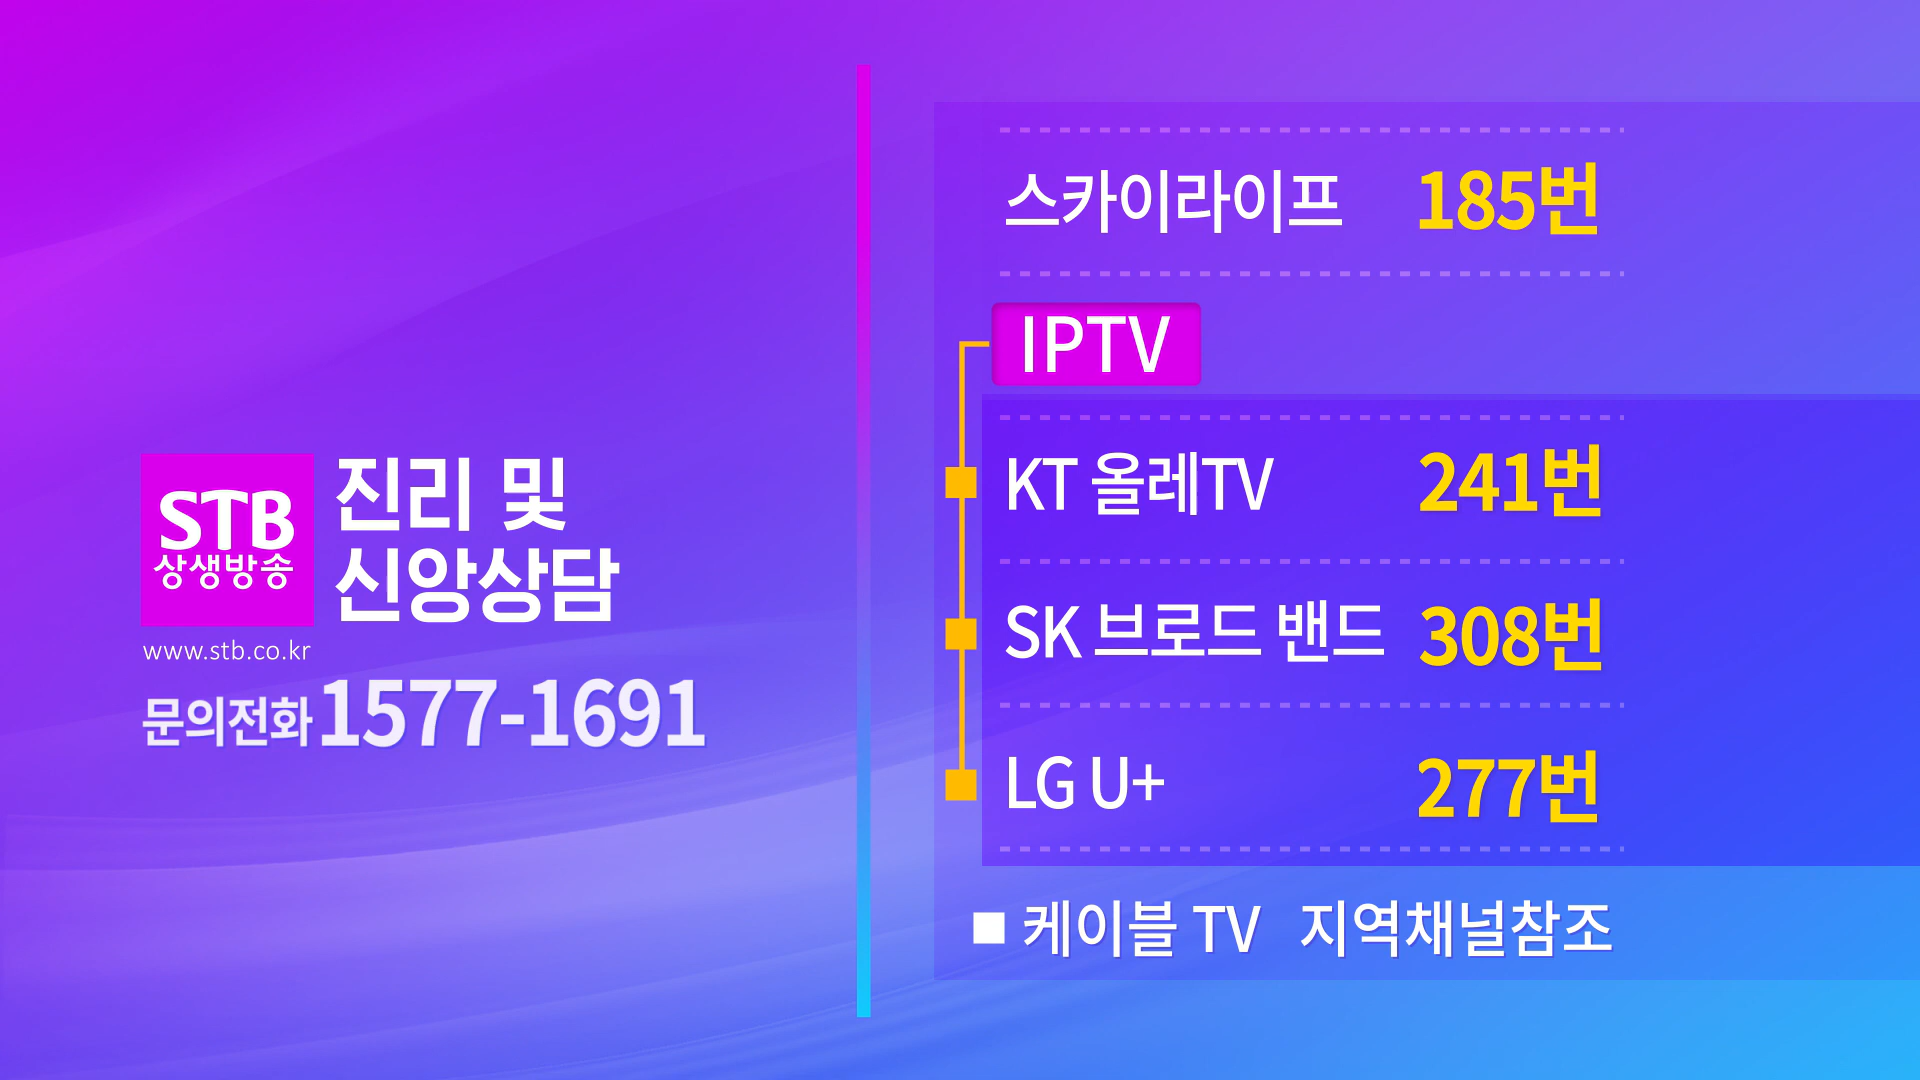 STB
상생방송
진리 및
신앙상담
www.stb.co.kr
문의전화 1577-1691
스카이라이프 185번
IPTV
KT 올레TV 241번
SK 브로드 밴드 308번
LG U+ 277번
■ 케이블 TV 지역채널참조